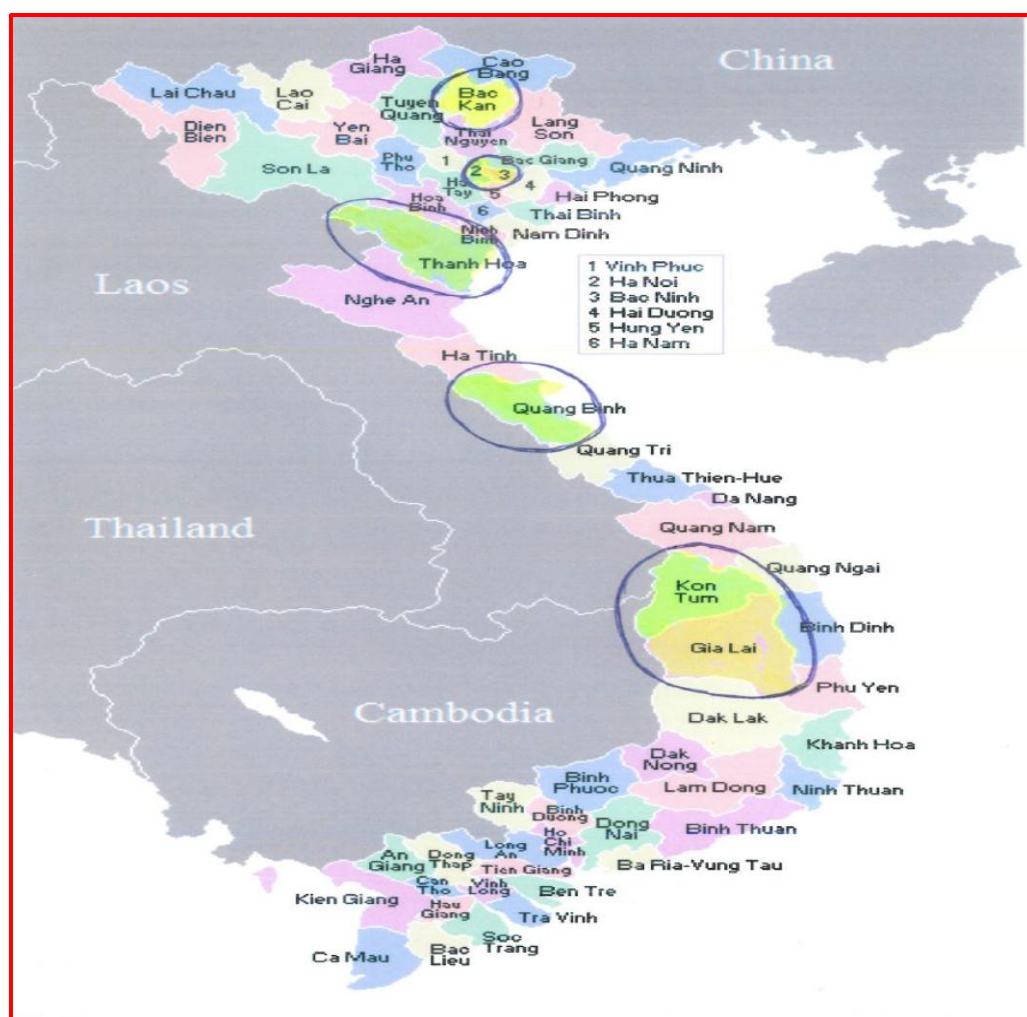 China
Ha
Giang
Cao
Bang
Lai Chau
Lao
Cai
Tuyen
Quang
Bac
Kan
Dien
Bien
Yen
Bai
Thai
Nguyen
Lang
Son
Son La
Phu
Tho
1
Bac Giang
Quang Ninh
2
3
Ha
Tay
4
5
Hoa
Binh
Hai Phong
6
Thai Binh
Ninh
Binh
Nam Dinh
Thanh Hoa
Laos
Nghe An
1 Vinh Phuc
2 Ha Noi
3 Bac Ninh
4 Hai Duong
5 Hung Yen
6 Ha Nam
Ha Tinh
Quang Binh
Quang Tri
Thua Thien-Hue
Da Nang
Thailand
Quang Nam
Quang Ngai
Kon
Tum
Binh Dinh
Gia Lai
Phu Yen
Cambodia
Dak Lak
Khanh Hoa
Dak
Nong
Binh
Phuoc
Lam Dong
Ninh Thuan
Tay
Ninh
Binh
Duong
Dong
Nai
Binh Thuan
Ho
Chi
Minh
Long
An
An
Giang
Dong
Thap
Tien Giang
Ba Ria-Vung Tau
Can
Tho
Vinh
Long
Ben Tre
Kien Giang
Hau
Giang
Tra Vinh
Soc
Trang
Ca Mau
Bac
Lieu